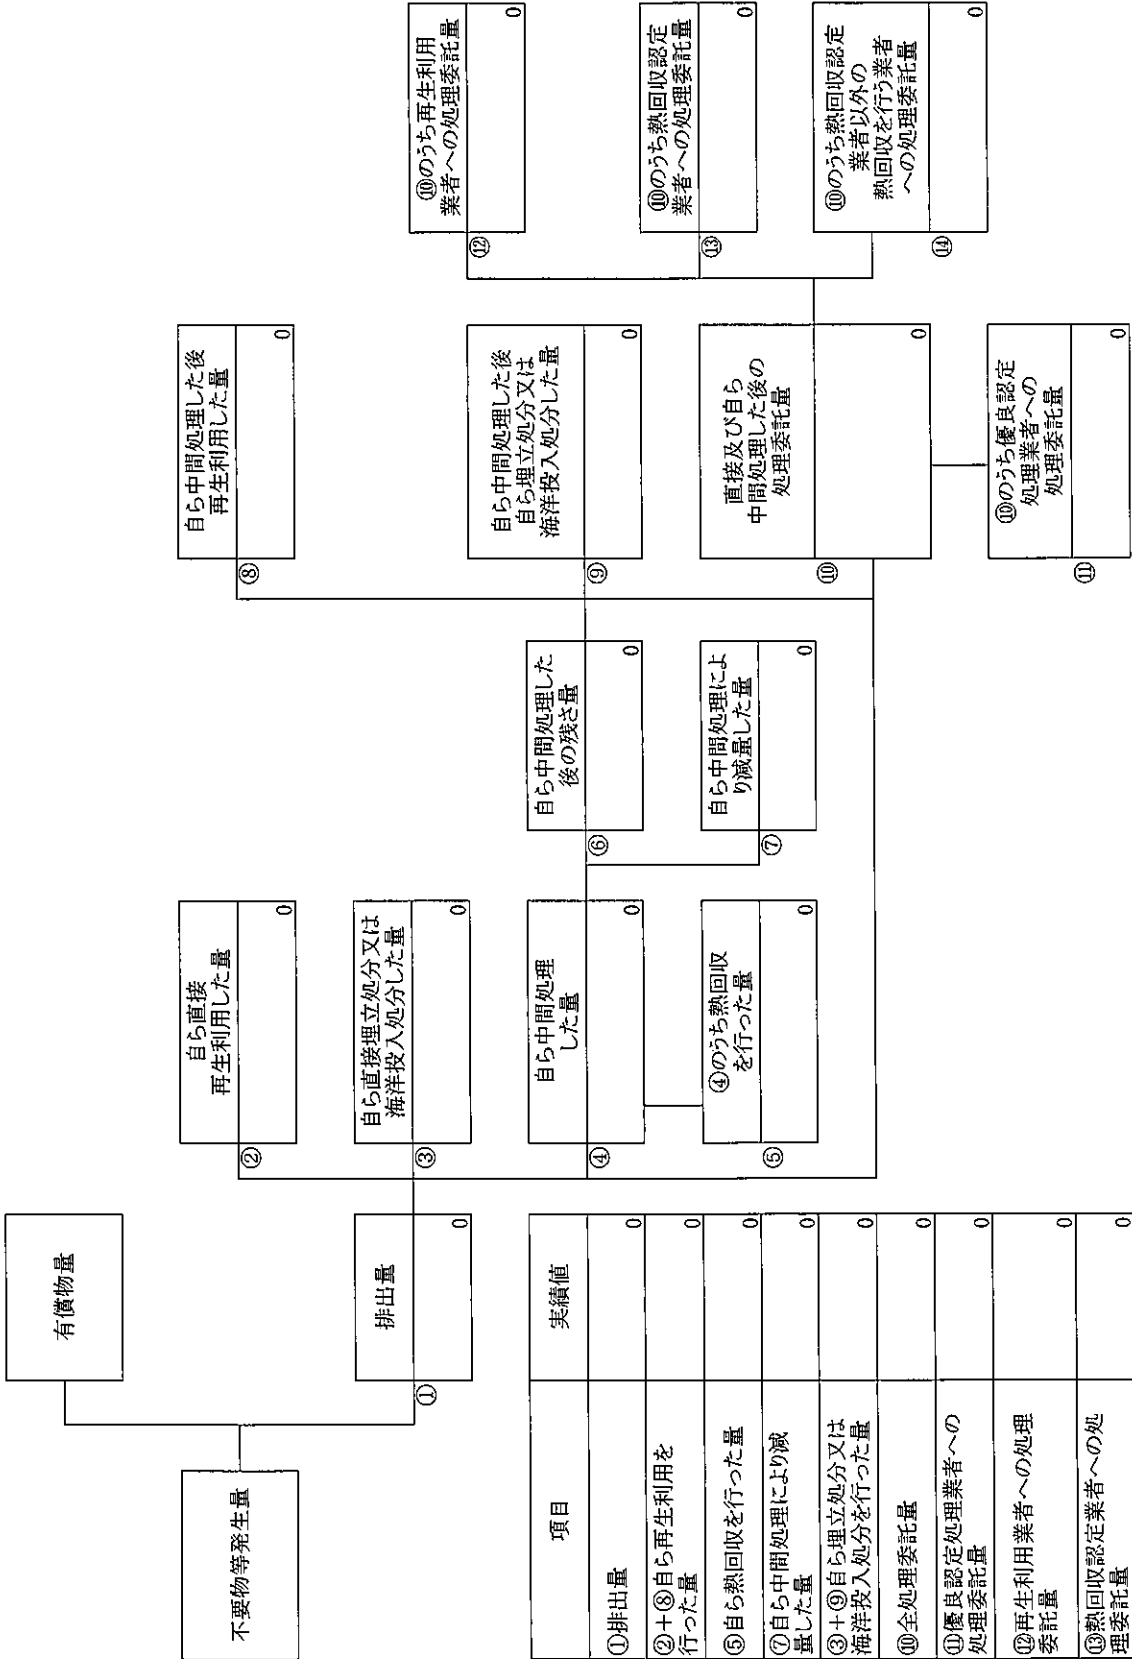 不要物等発生量
有償物量
①
排出量
0
②
自ら直接
再生利用した量
0
③
自ら直接埋立処分又は
海洋投入処分した量
0
④
自ら中間処理
した量
0
⑤
④のうち熱回収
を行った量
0
⑥
自ら中間処理した
後の残さ量
0
⑦
自ら中間処理によ
り減量した量
0
⑧
自ら中間処理した後
再生利用した量
0
⑨
自ら中間処理した後
自ら埋立処分又は
海洋投入処分した量
0
⑩
直接及び自ら
中間処理した後の
処理委託量
0
⑪
⑩のうち優良認定
処理業者への
処理委託量
0
⑫
⑩のうち再生利用
業者への処理委託量
0
⑬
⑩のうち熱回収認定
業者への処理委託量
0
⑭
⑩のうち熱回収認定
業者以外の
熱回収を行う業者
への処理委託量
0
項目
実績値
①排出量
0
②+⑧自ら再生利用を
行った量
0
⑤自ら熱回収を行った量
0
⑦自ら中間処理により減
量した量
0
③+⑨自ら埋立処分又は
海洋投入処分を行った量
0
⑩全処理委託量
0
⑪優良認定処理業者への
処理委託量
0
⑫再生利用業者への処理
委託量
0
⑬熱回収認定業者への処
理委託量
0